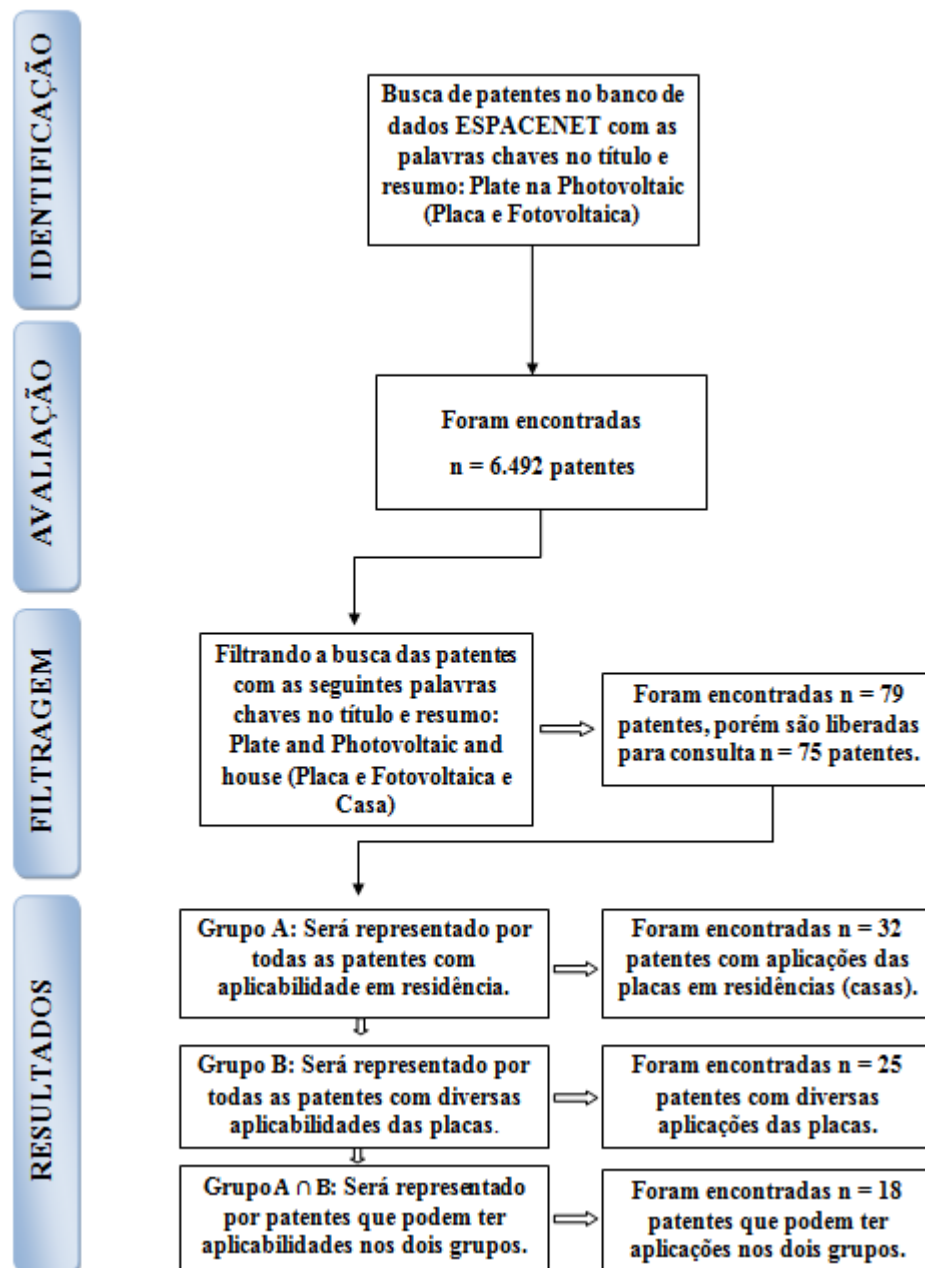 IDENTIFICAÇÃO
Busca de patentes no banco de
dados ESPACENET com as
palavras chaves no título e
resumo: Plate na Photovoltaic
(Placa e Fotovoltaica)
AVALIAÇÃO
Foram encontradas
n = 6.492 patentes
FILTRAGEM
Filtrando a busca das patentes
com as seguintes palavras
chaves no título e resumo:
Plate and Photovoltaic and
house (Placa e Fotovoltaica e
Casa)
Foram encontradas n = 79
patentes, porém são liberadas
para consulta n = 75 patentes.
RESULTADOS
Grupo A: Será representado por
todas as patentes com
aplicabilidade em residência.
Foram encontradas n = 32
patentes com aplicações das
placas em residências (casas).
Grupo B: Será representado por
todas as patentes com diversas
aplicabilidades das placas.
Foram encontradas n = 25
patentes com diversas
aplicações das placas.
Grupo A ∩ B: Será representado
por patentes que podem ter
aplicabilidades nos dois grupos.
Foram encontradas n = 18
patentes que podem ter
aplicações nos dois grupos.